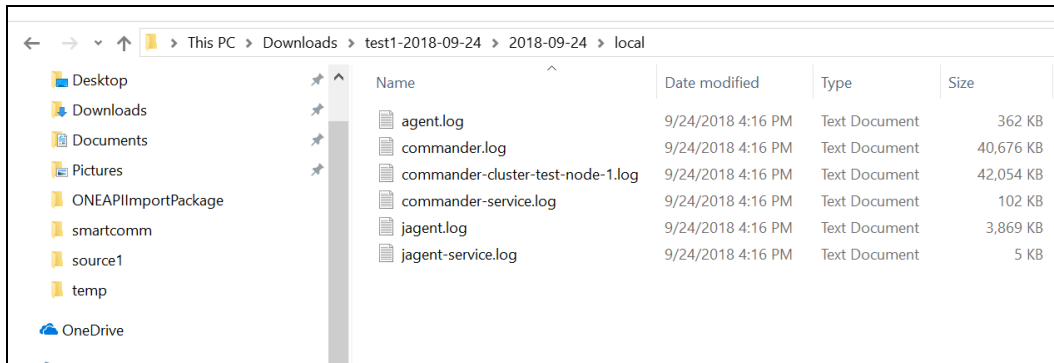 This PC > Downloads > test1-2018-09-24 > 2018-09-24 > local
Desktop
Downloads
Documents
Pictures
ONEAPIImportPackage
smartcomm
source1
temp
OneDrive
Name Date modified Type Size
agent.log 9/24/2018 4:16 PM Text Document 362 KB
commander.log 9/24/2018 4:16 PM Text Document 40,676 KB
commander-cluster-test-node-1.log 9/24/2018 4:16 PM Text Document 42,054 KB
commander-service.log 9/24/2018 4:16 PM Text Document 102 KB
jagent.log 9/24/2018 4:16 PM Text Document 3,869 KB
jagent-service.log 9/24/2018 4:16 PM Text Document 5 KB